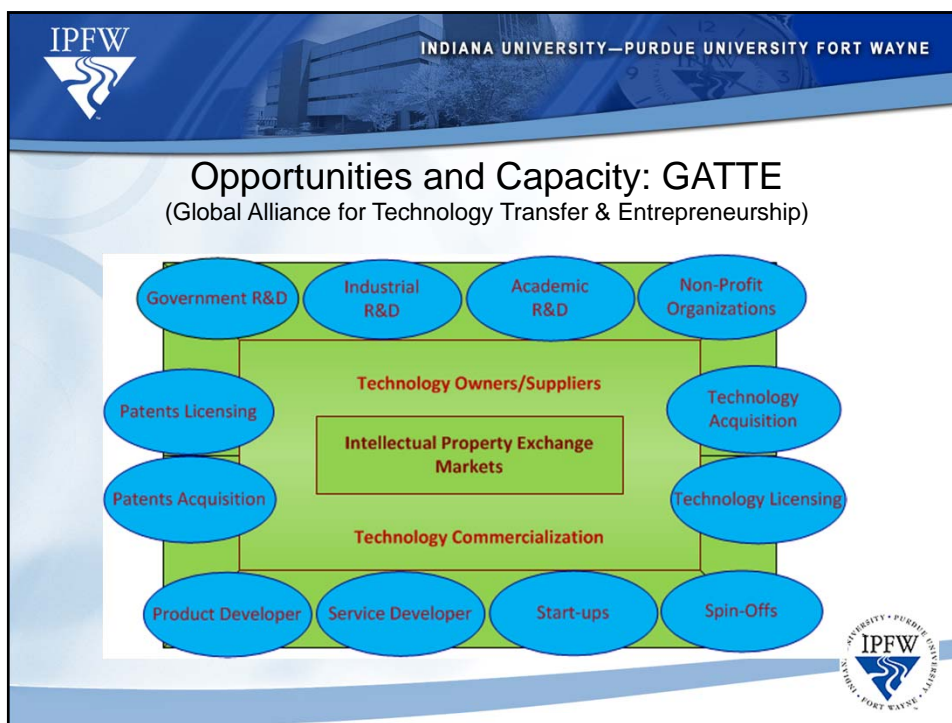 IPFW
INDIANA UNIVERSITY—PURDUE UNIVERSITY FORT WAYNE
Opportunities and Capacity: GATTE
(Global Alliance for Technology Transfer & Entrepreneurship)
Government R&D
Industrial
R&D
Academic
R&D
Non-Profit
Organizations
Technology Owners/Suppliers
Patents Licensing
Technology
Acquisition
Intellectual Property Exchange
Markets
Patents Acquisition
Technology Licensing
Technology Commercialization
Product Developer
Service Developer
Start-ups
Spin-Offs
IPFW
FORT WAYNE